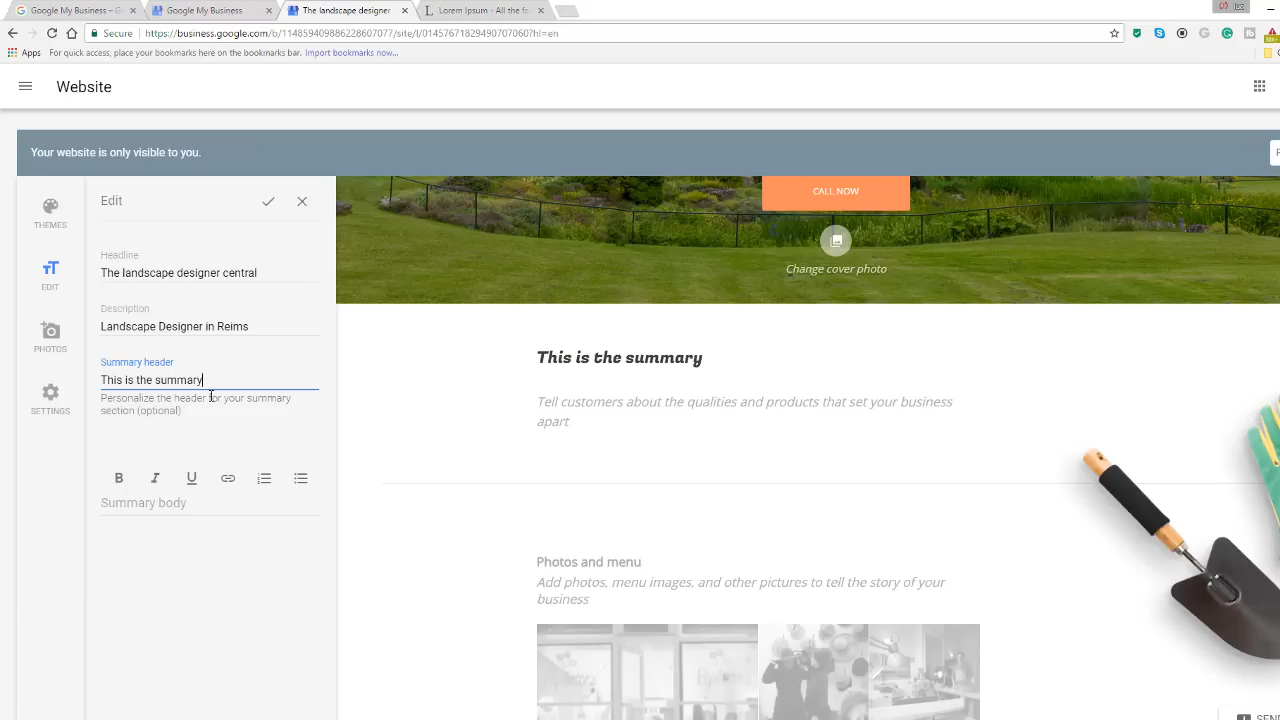 Google My Business – C
Google My Business
The landscape designer
Lorem Ipsum - All the fa
Secure
https://business.google.com/b/114859409886228607077/site/l/01457671829490707060?hl=en
Apps
For quick access, place your bookmarks here on the bookmarks bar. Import bookmarks now...
Website
Your website is only visible to you.
THEMES
EDIT
PHOTOS
SETTINGS
Edit
Headline
The landscape designer central
Description
Landscape Designer in Reims
Summary header
This is the summary
Personalize the header for your summary
section (optional)
B I U
Summary body
CALL NOW
Change cover photo
This is the summary
Tell customers about the qualities and products that set your business
apart
Photos and menu
Add photos, menu images, and other pictures to tell the story of your
business